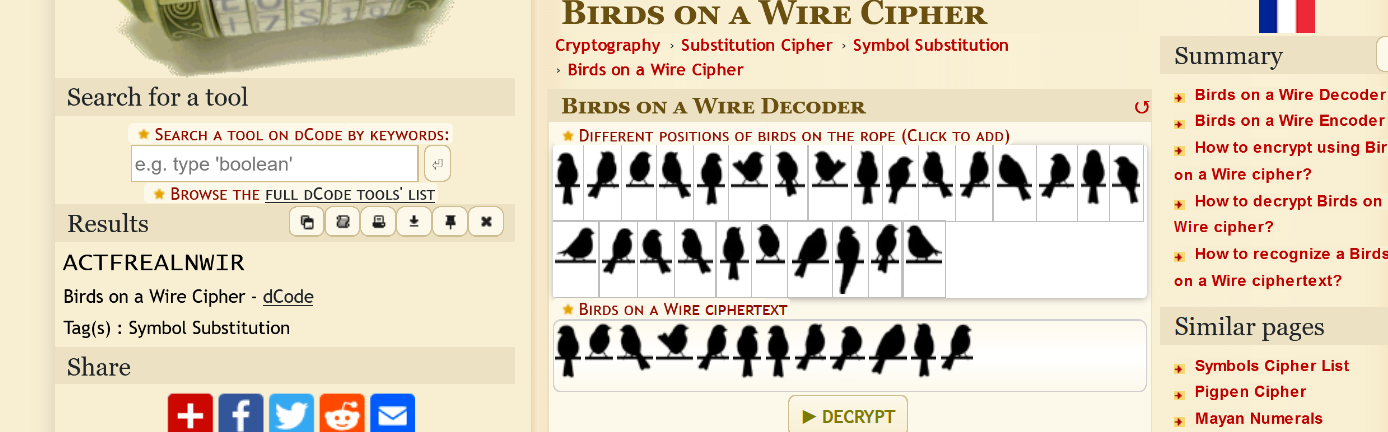 Search for a tool
SEARCH A TOOL ON DCODE BY KEYWORDS:
e.g. type 'boolean'
BROWSE THE FULL DCODE TOOLS' LIST
Results
ACTFREALNWIR
Birds on a Wire Cipher - dCode
Tag(s) : Symbol Substitution
Share
BIRDS ON A WIRE CIPHER
Cryptography › Substitution Cipher › Symbol Substitution
› Birds on a Wire Cipher
BIRDS ON A WIRE DECODER
DIFFERENT POSITIONS OF BIRDS ON THE ROPE (CLICK TO ADD)
BIRDS ON A WIRE CIPHERTEXT
► DECRYPT
Summary
Birds on a Wire Decoder
Birds on a Wire Encoder
How to encrypt using Bir
on a Wire cipher?
How to decrypt Birds on
Wire cipher?
How to recognize a Birds
on a Wire ciphertext?
Similar pages
Symbols Cipher List
Pigpen Cipher
Mayan Numerals